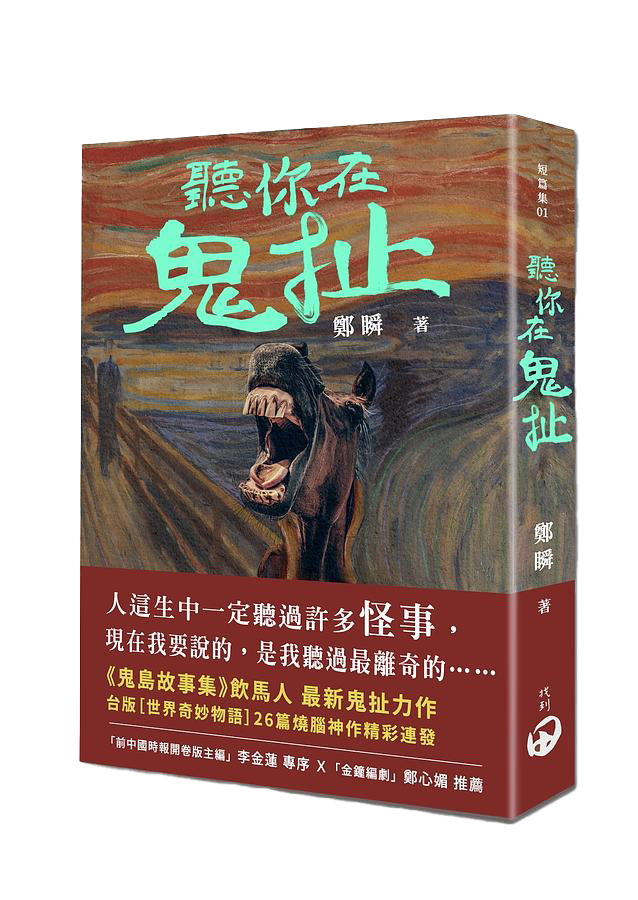 聽你在
鬼扯
鄭瞬 著
人這生中一定聽過許多怪事，
現在我要說的，是我聽過最離奇的⋯⋯
《鬼島故事集》飲馬人 最新鬼扯力作
台版［世界奇妙物語］26篇燒腦神作精彩連發
「前中國時報開卷版主編」李金蓮 專序 X「金鐘編劇」鄭心媚 推薦
短篇集01
聽你在鬼扯
鄭瞬 著
找到田